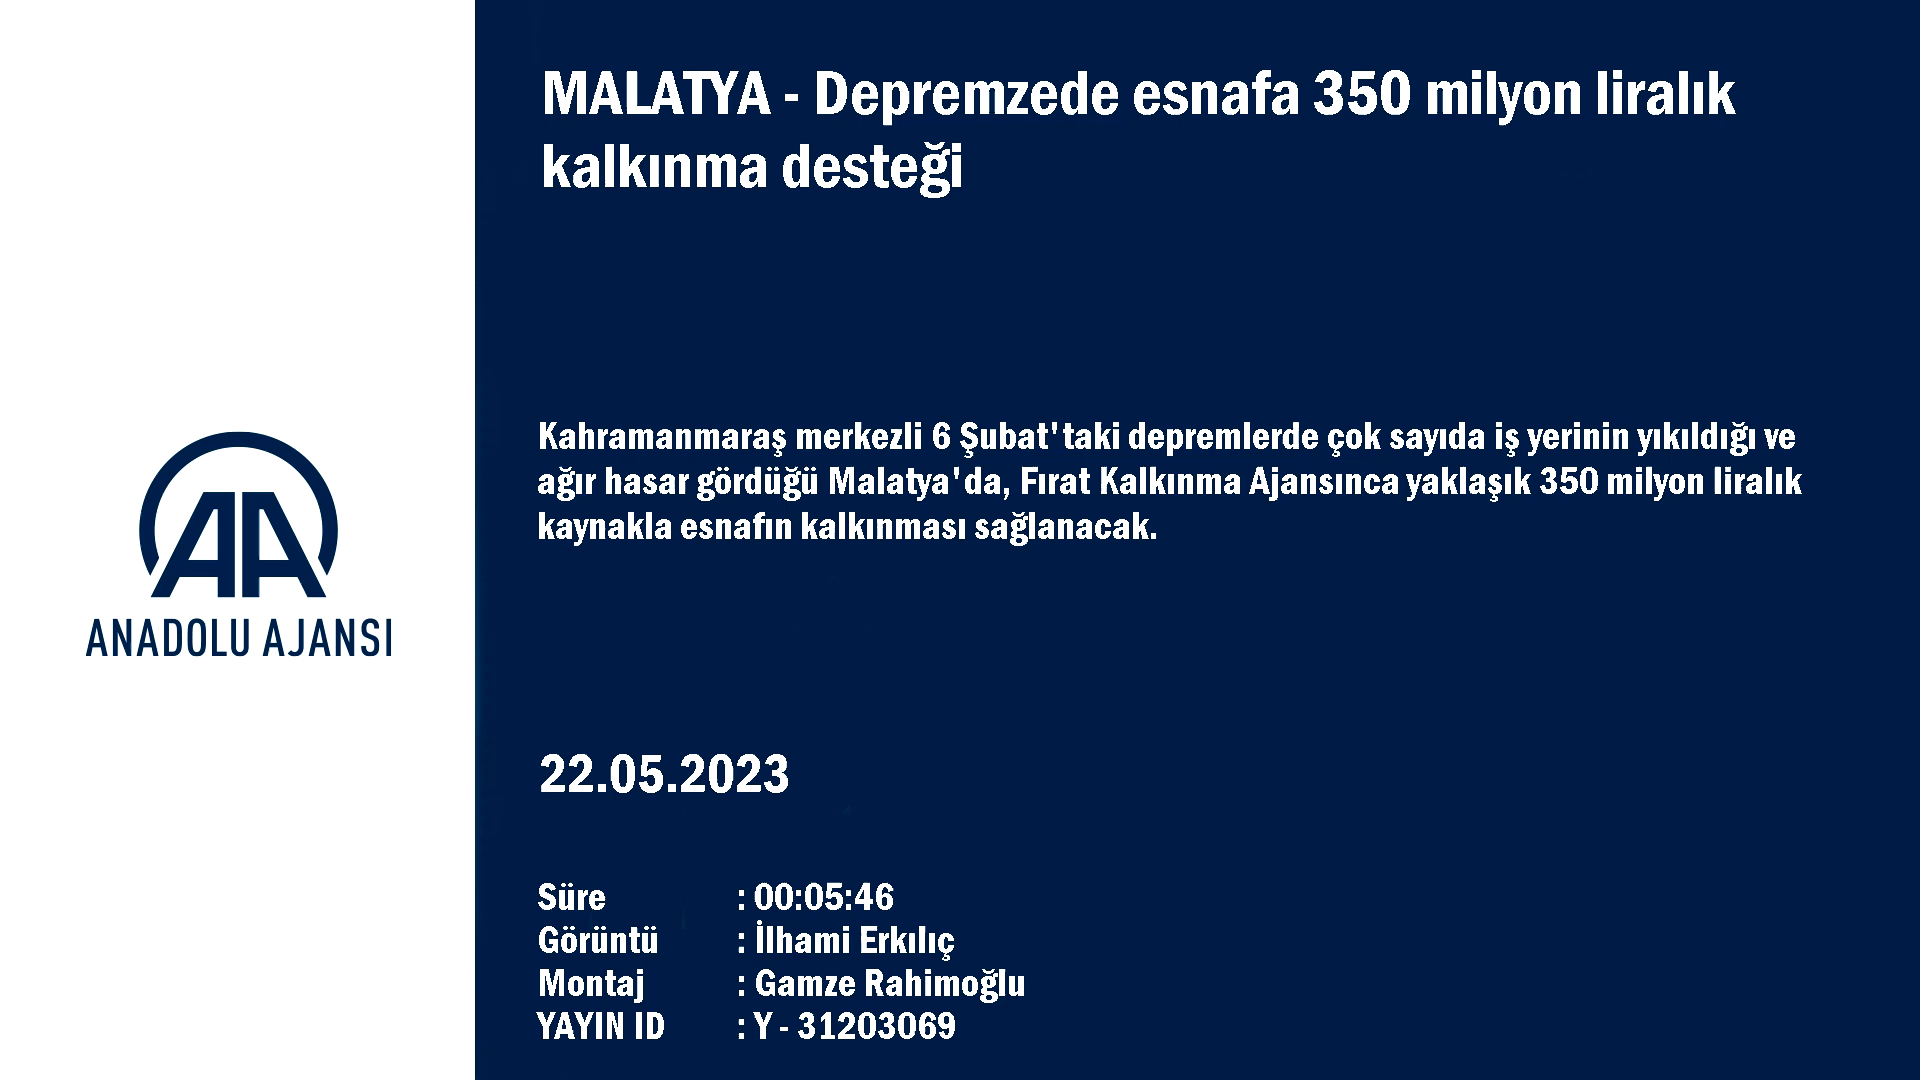 MALATYA - Depremzede esnafa 350 milyon liralık
kalkınma desteği
Kahramanmaraş merkezli 6 Şubat'taki depremlerde çok sayıda iş yerinin yıkıldığı ve
ağır hasar gördüğü Malatya'da, Fırat Kalkınma Ajansınca yaklaşık 350 milyon liralık
kaynakla esnafın kalkınması sağlanacak.
AA
ANADOLU AJANSI
22.05.2023
Süre : 00:05:46
Görüntü : İlhami Erkılıç
Montaj : Gamze Rahimoğlu
YAYIN ID : Y - 31203069